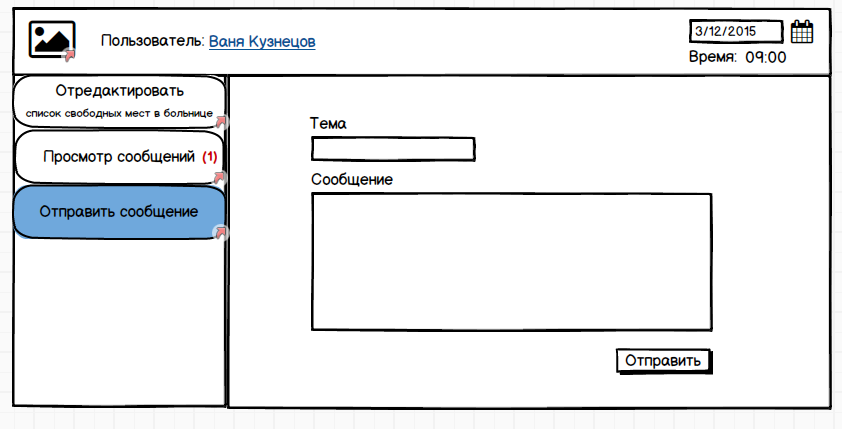 Пользователь: Ваня Кузнецов
3/12/2015
Время: 09:00
Отредактировать
список свободных мест в больнице
Просмотр сообщений (1)
Отправить сообщение
Тема
Сообщение
Отправить